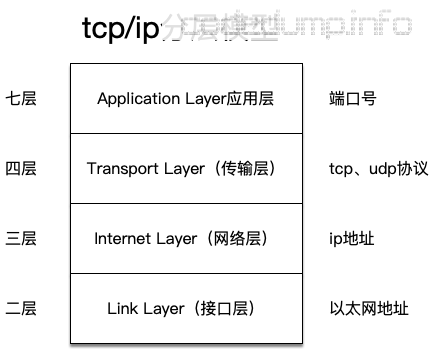 tcp/ip分层模型
七层 Application Layer应用层 端口号
四层 Transport Layer（传输层） tcp、udp协议
三层 Internet Layer（网络层） ip地址
二层 Link Layer（接口层） 以太网地址